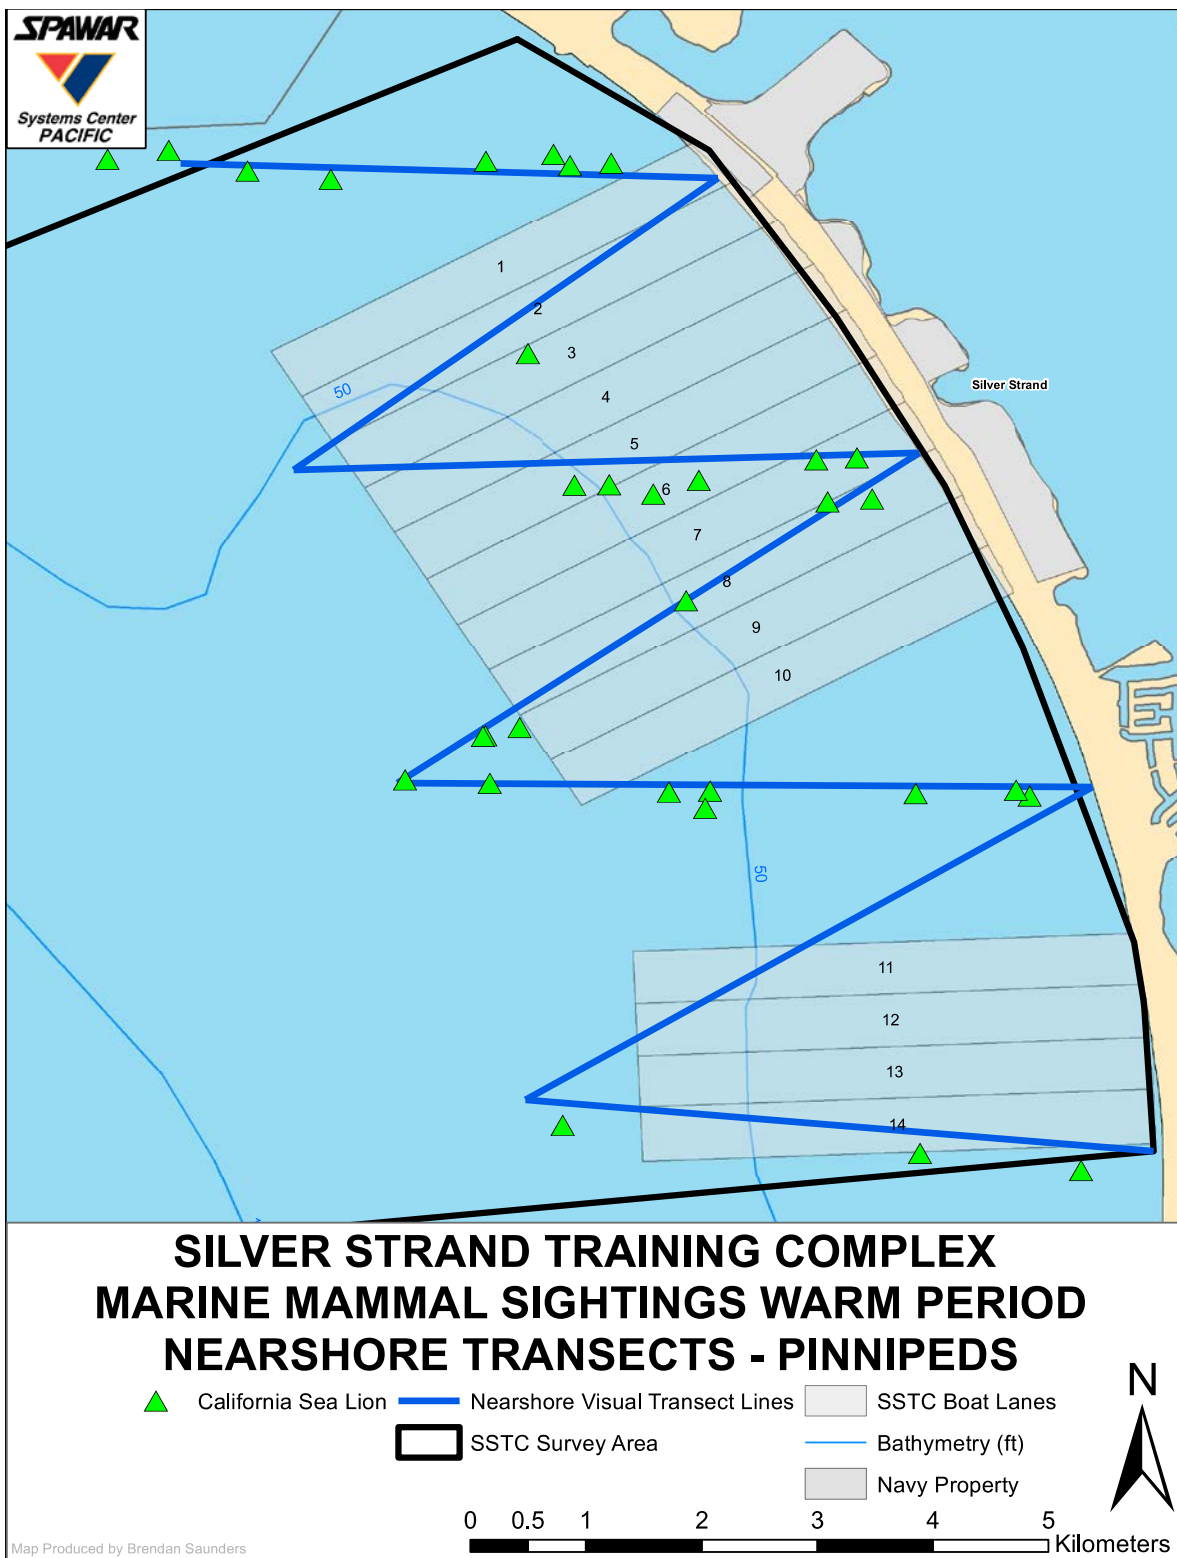 SPAWAR
Systems Center
PACIFIC
1
2
3
50
4
Silver Strand
5
6
7
8
9
10
50
11
12
13
14
SILVER STRAND TRAINING COMPLEX
MARINE MAMMAL SIGHTINGS WARM PERIOD
NEARSHORE TRANSECTS - PINNIPEDS
California Sea Lion
Nearshore Visual Transect Lines
SSTC Boat Lanes
SSTC Survey Area
Bathymetry (ft)
Navy Property
N
0 0.5 1 2 3 4 5
Kilometers
Map Produced by Brendan Saunders